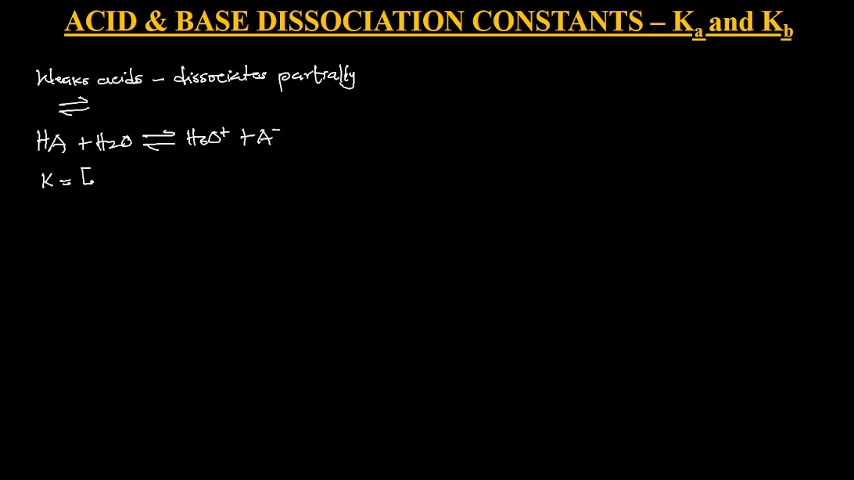 ACID & BASE DISSOCIATION CONSTANTS – Ka and Kb
Weaks acids – dissociates partially
⇌
HA + H2O ⇌ H3O+ + A-
K = [